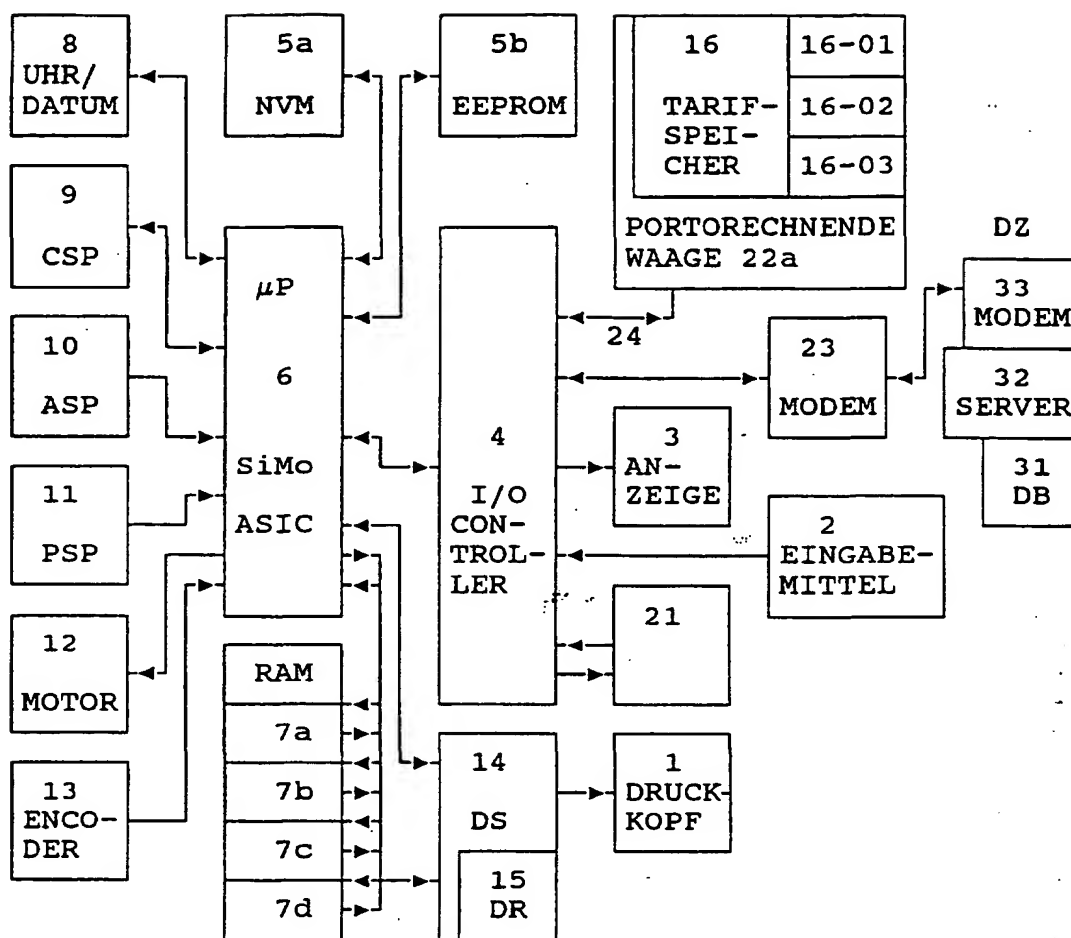 8
UHR/
DATUM
5a
NVM
5b
EEPROM
16
TARIF-
SPEI-
CHER
16-01
16-02
16-03
PORTORECHNENDE
WAAGE 22a
9
CSP
10
ASP
11
PSP
12
MOTOR
13
ENCO-
DER
µP
6
SiMo
ASIC
RAM
7a
7b
7c
7d
4
I/O
CON-
TROL-
LER
24
23
MODEM
DZ
33
MODEM
32
SERVER
31
DB
3
AN-
ZEIGE
2
EINGABE-
MITTEL
21
14
DS
15
DR
1
DRUCK-
KOPF